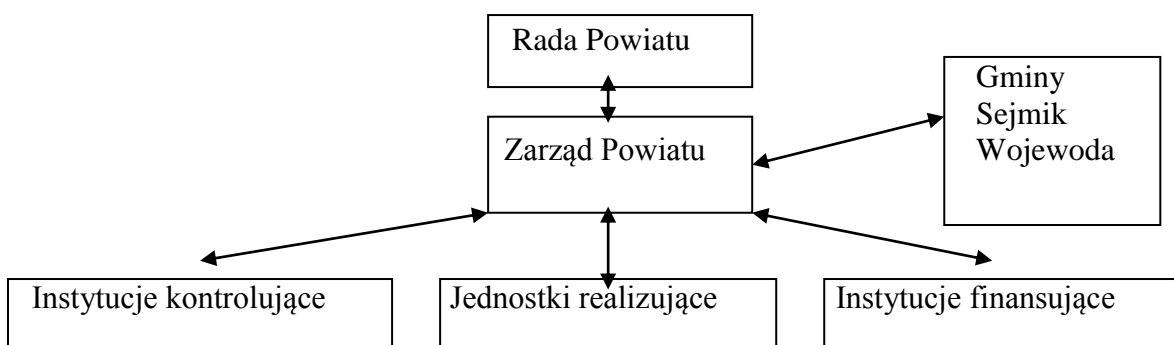 Rada Powiatu
Gminy
Sejmik
Wojewoda
Zarząd Powiatu
Instytucje kontrolujące
Jednostki realizujące
Instytucje finansujące